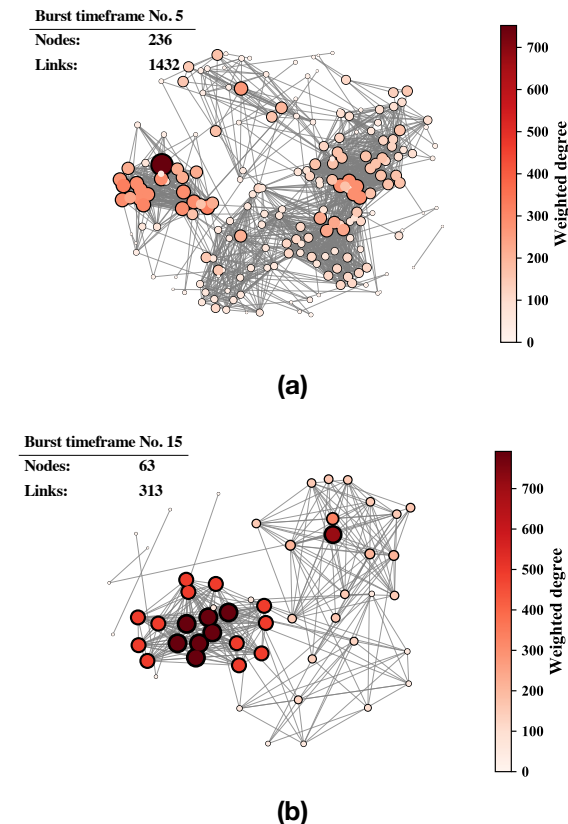 Burst timeframe No. 5
Nodes: 236
Links: 1432
700
600
500
400
300
200
100
0
Weighted degree
(a)
Burst timeframe No. 15
Nodes: 63
Links: 313
700
600
500
400
300
200
100
0
Weighted degree
(b)